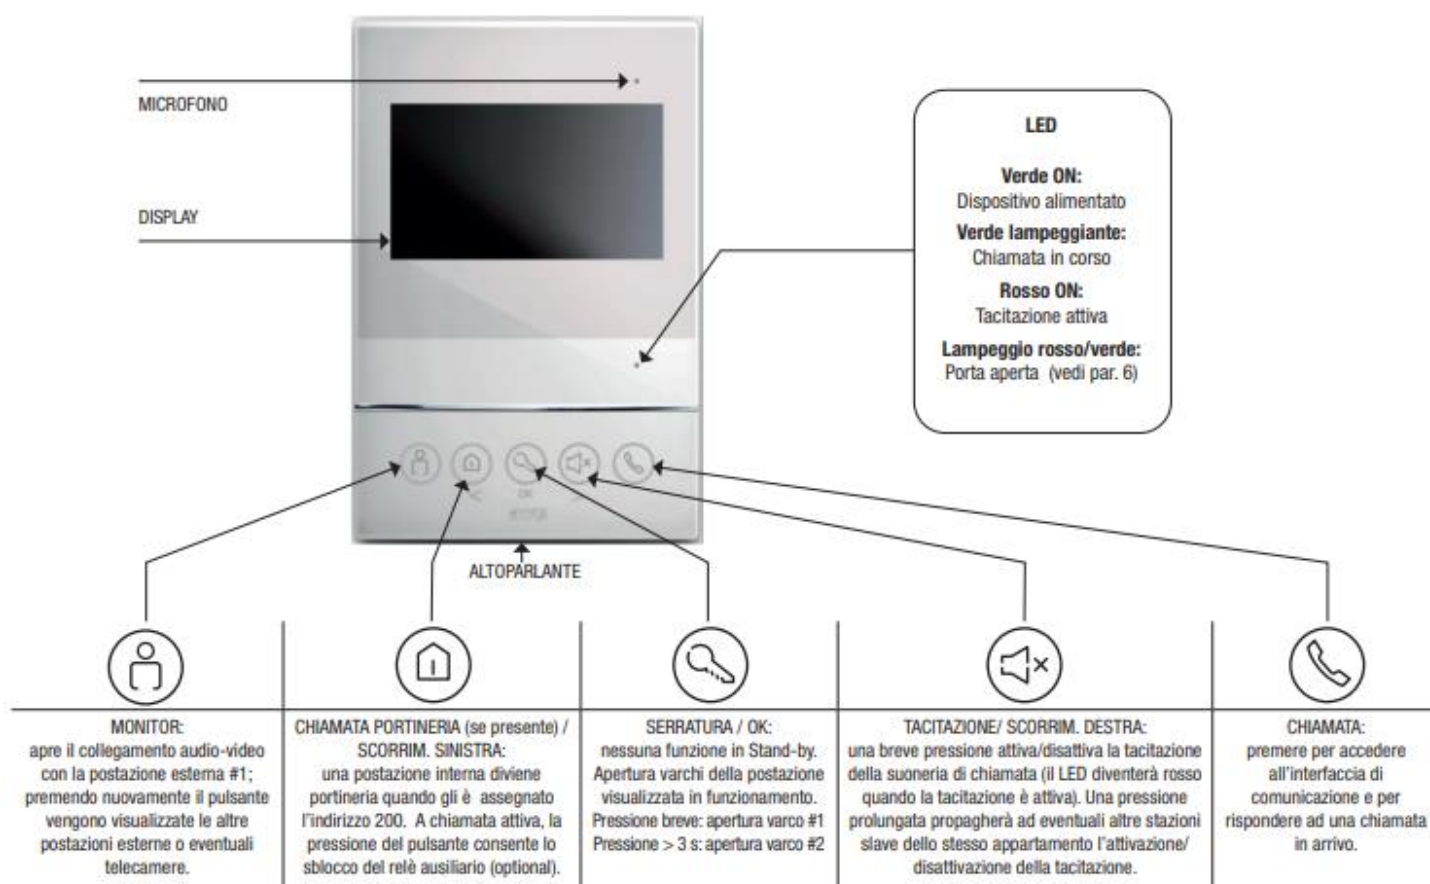 MICROFONO
DISPLAY
LED
Verde ON:
Dispositivo alimentato
Verde lampeggiante:
Chiamata in corso
Rosso ON:
Tacitazione attiva
Lampeggio rosso/verde:
Porta aperta (vedi par. 6)
< OK >
ALTOPARLANTE
MONITOR:
apre il collegamento audio-video
con la postazione esterna #1;
premendo nuovamente il pulsante
vengono visualizzate le altre
postazioni esterne o eventuali
telecamere.
CHIAMATA PORTINERIA (se presente) /
SCORRIM. SINISTRA:
una postazione interna diviene
portineria quando gli è assegnato
l'indirizzo 200. A chiamata attiva, la
pressione del pulsante consente lo
sblocco del relè ausiliario (optional).
SERRATURA / OK:
nessuna funzione in Stand-by.
Apertura varchi della postazione
visualizzata in funzionamento.
Pressione breve: apertura varco #1
Pressione > 3 s: apertura varco #2
TACITAZIONE/ SCORRIM. DESTRA:
una breve pressione attiva/disattiva la tacitazione
della suoneria di chiamata (il LED diventerà rosso
quando la tacitazione è attiva). Una pressione
prolungata propagherà ad eventuali altre stazioni
slave dello stesso appartamento l'attivazione/
disattivazione della tacitazione.
CHIAMATA:
premere per accedere
all'interfaccia di
comunicazione e per
rispondere ad una chiamata
in arrivo.